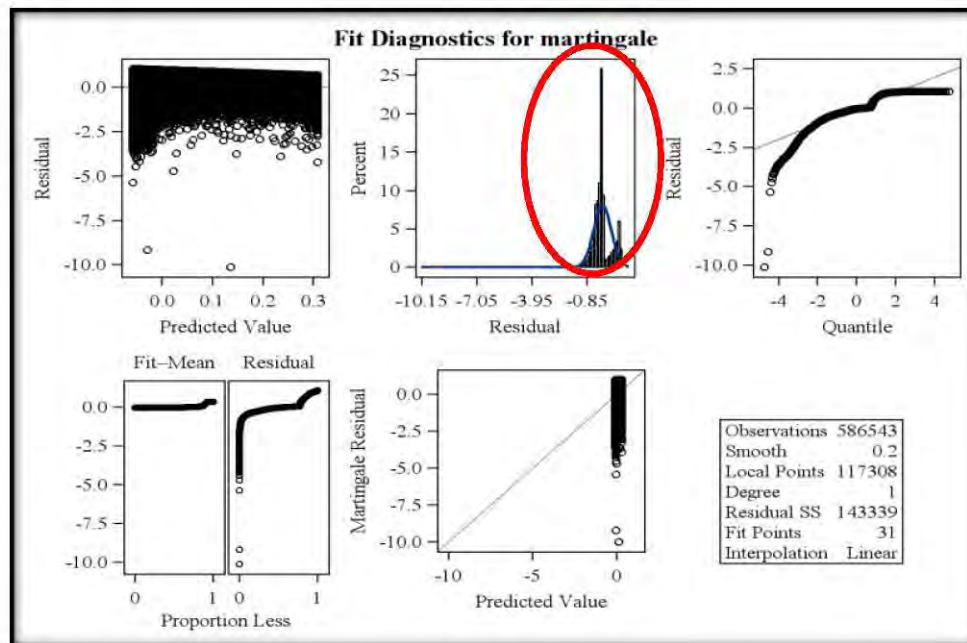 Fit Diagnostics for martingale
Residual
0.0
-2.5
-5.0
-7.5
-10.0
0.0 0.1 0.2 0.3
Predicted Value
Percent
25
20
15
10
5
0
-10.15 -7.05 -3.95 -0.85
Residual
Residual
2.5
0.0
-2.5
-5.0
-7.5
-10.0
-4 -2 0 2 4
Quantile
Fit–Mean Residual
0.0
-2.5
-5.0
-7.5
-10.0
0 1 0 1
Proportion Less
Martingale Residual
0.0
-2.5
-5.0
-7.5
-10.0
-10 -5 0
Predicted Value
Observations 586543
Smooth 0.2
Local Points 117308
Degree 1
Residual SS 143339
Fit Points 31
Interpolation Linear